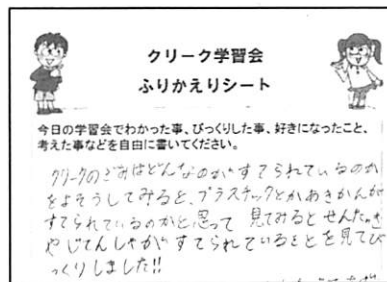 クリーク学習会
ふりかえりシート
今日の学習会でわかった事、びっくりした事、好きになったこと、
考えた事などを自由に書いてください。
クリークのごみはどんなのがすてられているのか
をよそうしてみると、プラスチックとかあきかんが
すてられているのかと思って 見てみるとせんたくき
やじてんしゃがすてられていることを見てび
っくりしました!!